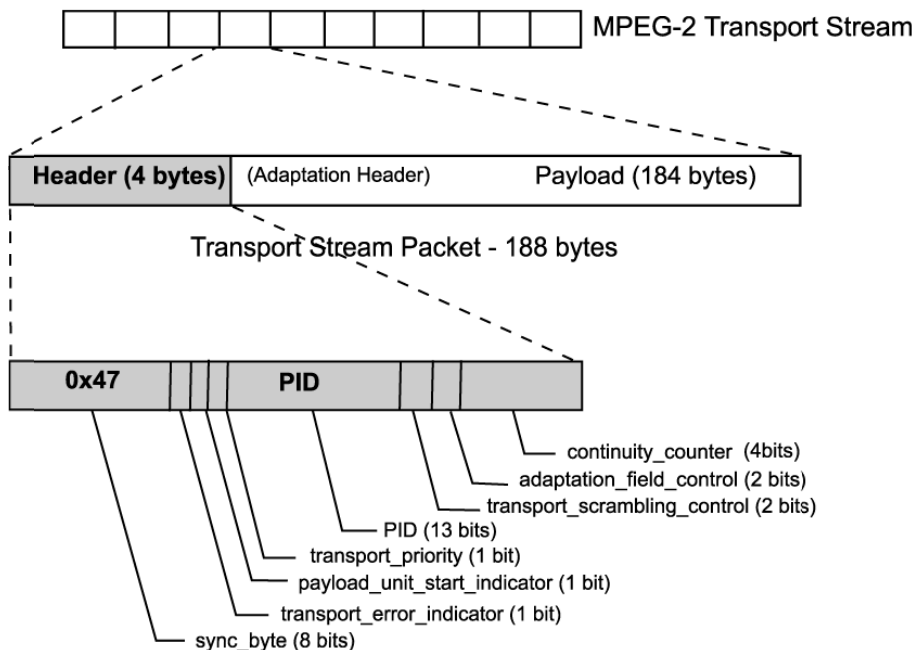 MPEG-2 Transport Stream
Header (4 bytes) (Adaptation Header) Payload (184 bytes)
Transport Stream Packet - 188 bytes
0x47 PID
continuity_counter (4bits)
adaptation_field_control (2 bits)
transport_scrambling_control (2 bits)
PID (13 bits)
transport_priority (1 bit)
payload_unit_start_indicator (1 bit)
transport_error_indicator (1 bit)
sync_byte (8 bits)